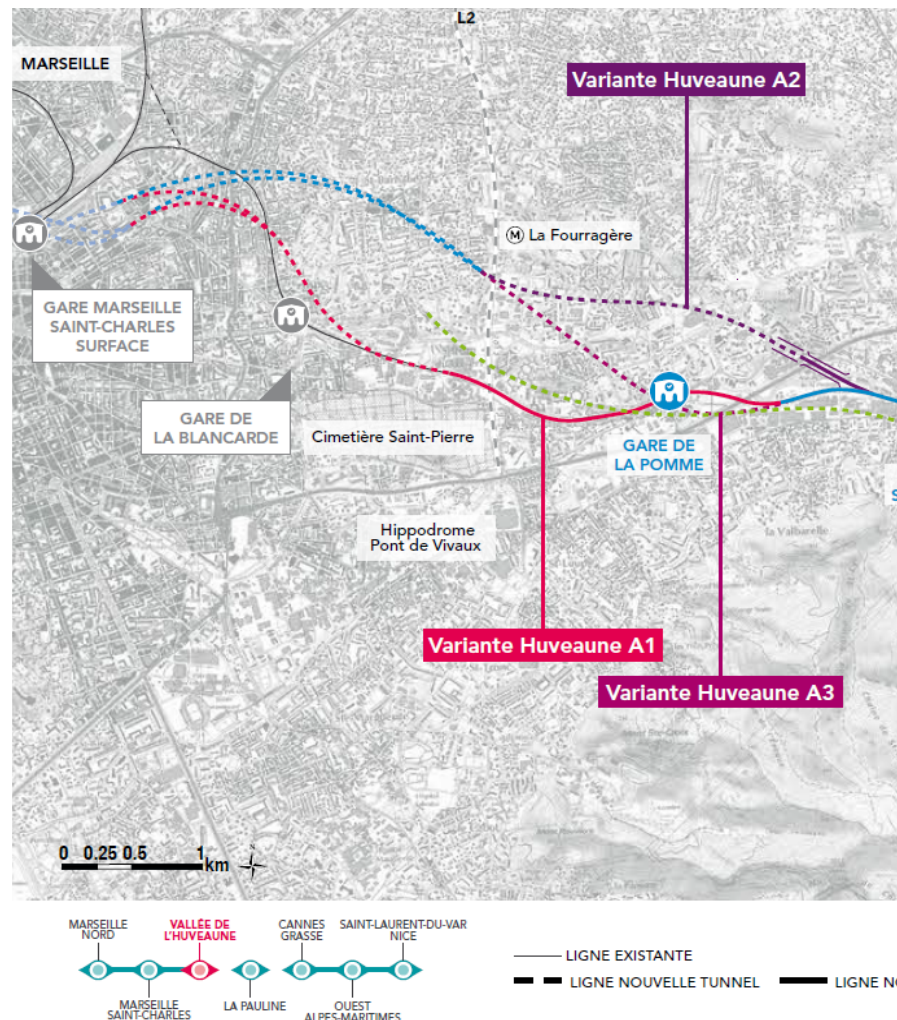 L2
MARSEILLE
Variante Huveaune A2
M La Fourragère
GARE MARSEILLE
SAINT-CHARLES
SURFACE
GARE DE
LA BLANCARDE
Cimetière Saint-Pierre
GARE DE
LA POMME
S
Hippodrome
Pont de Vivaux
la Valbarelle
Variante Huveaune A1
Variante Huveaune A3
0 0.25 0.5 1
km
N
MARSEILLE
NORD
VALLÉE DE
L'HUVEAUNE
CANNES
GRASSE
SAINT-LAURENT-DU-VAR
NICE
MARSEILLE
SAINT-CHARLES
LA PAULINE
OUEST
ALPES-MARITIMES
LIGNE EXISTANTE
LIGNE NOUVELLE TUNNEL
LIGNE NO